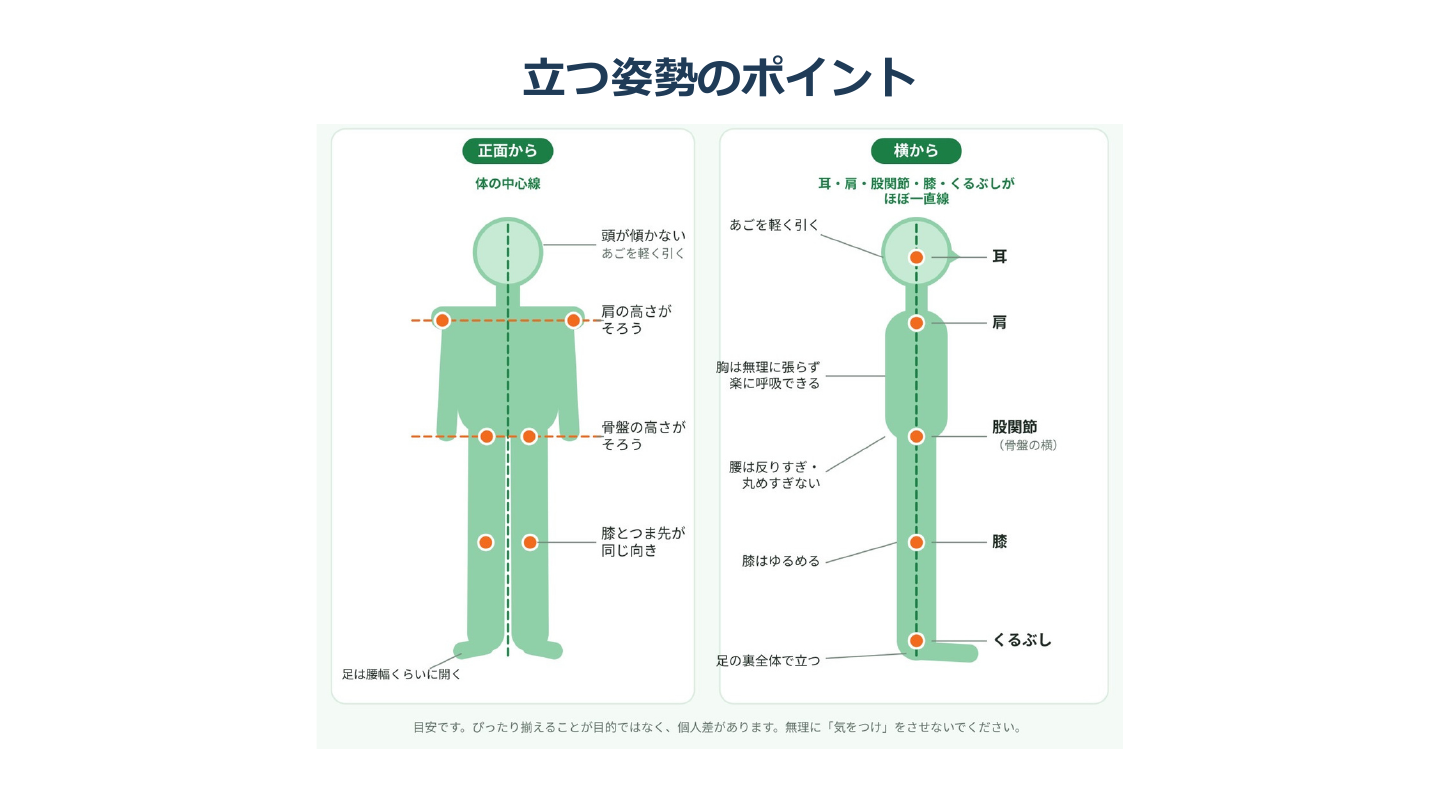 立つ姿勢のポイント
正面から
体の中心線
頭が傾かない
あごを軽く引く
肩の高さが
そろう
骨盤の高さが
そろう
膝とつま先が
同じ向き
足は腰幅くらいに開く
横から
耳・肩・股関節・膝・くるぶしが
ほぼ一直線
あごを軽く引く
耳
肩
胸は無理に張らず
楽に呼吸できる
股関節
（骨盤の横）
腰は反りすぎ・
丸めすぎない
膝
膝はゆるめる
くるぶし
足の裏全体で立つ
目安です。ぴったり揃えることが目的ではなく、個人差があります。無理に「気をつけ」をさせないでください。